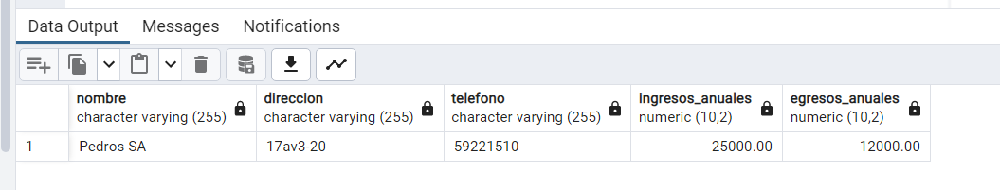 Data Output Messages Notifications
nombre direccion telefono ingresos_anuales egresos_anuales
character varying (255) character varying (255) character varying (255) numeric (10,2) numeric (10,2)
1 Pedros SA 17av3-20 59221510 25000.00 12000.00